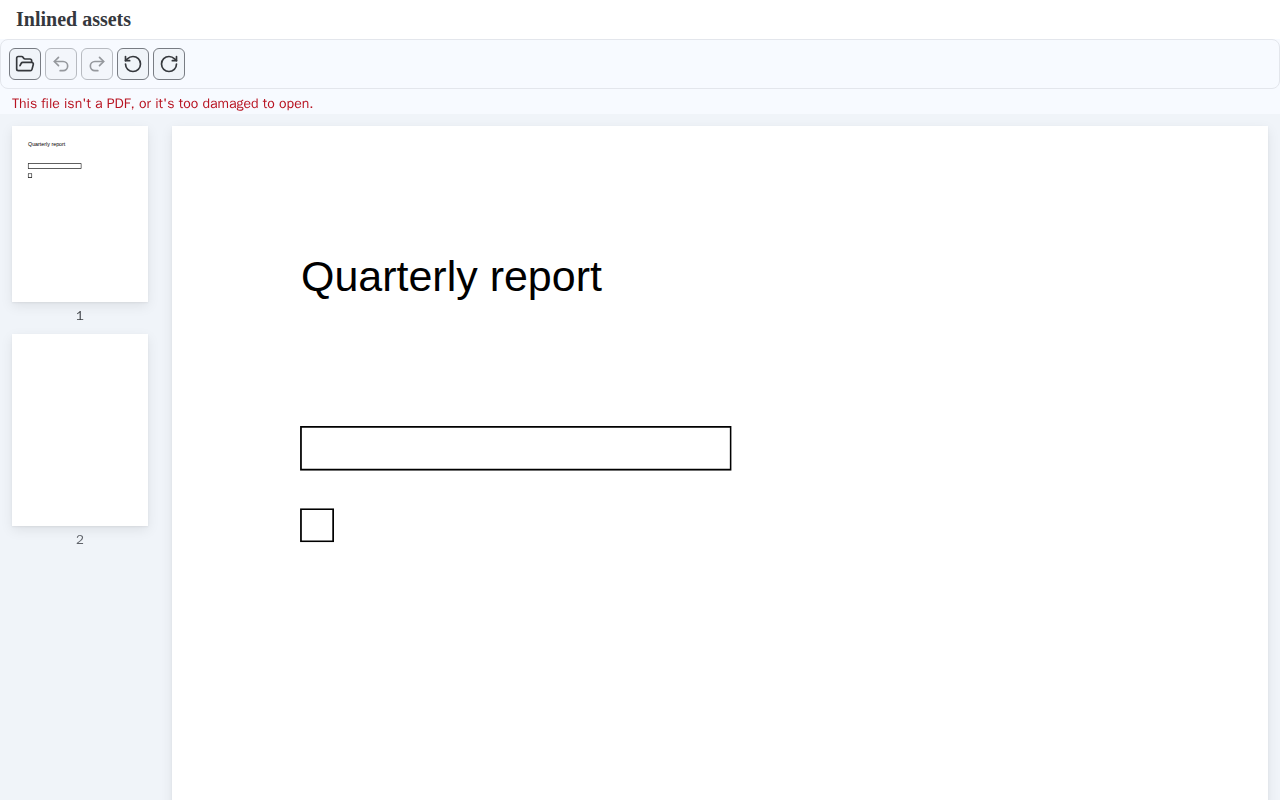 Inlined assets
This file isn't a PDF, or it's too damaged to open.
Quarterly report
1
2
Quarterly report